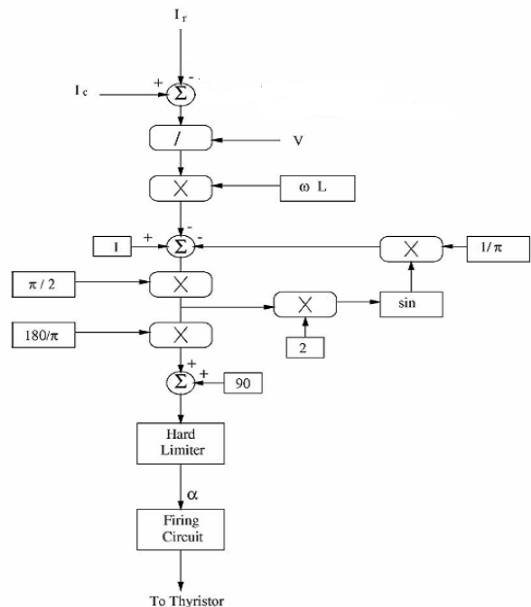 I r
-
+
I c
Σ
/
V
×
ω L
-
1
+
Σ
-
×
1/π
π / 2
×
×
sin
180/π
×
2
+
Σ
+
90
Hard
Limiter
α
Firing
Circuit
To Thyristor